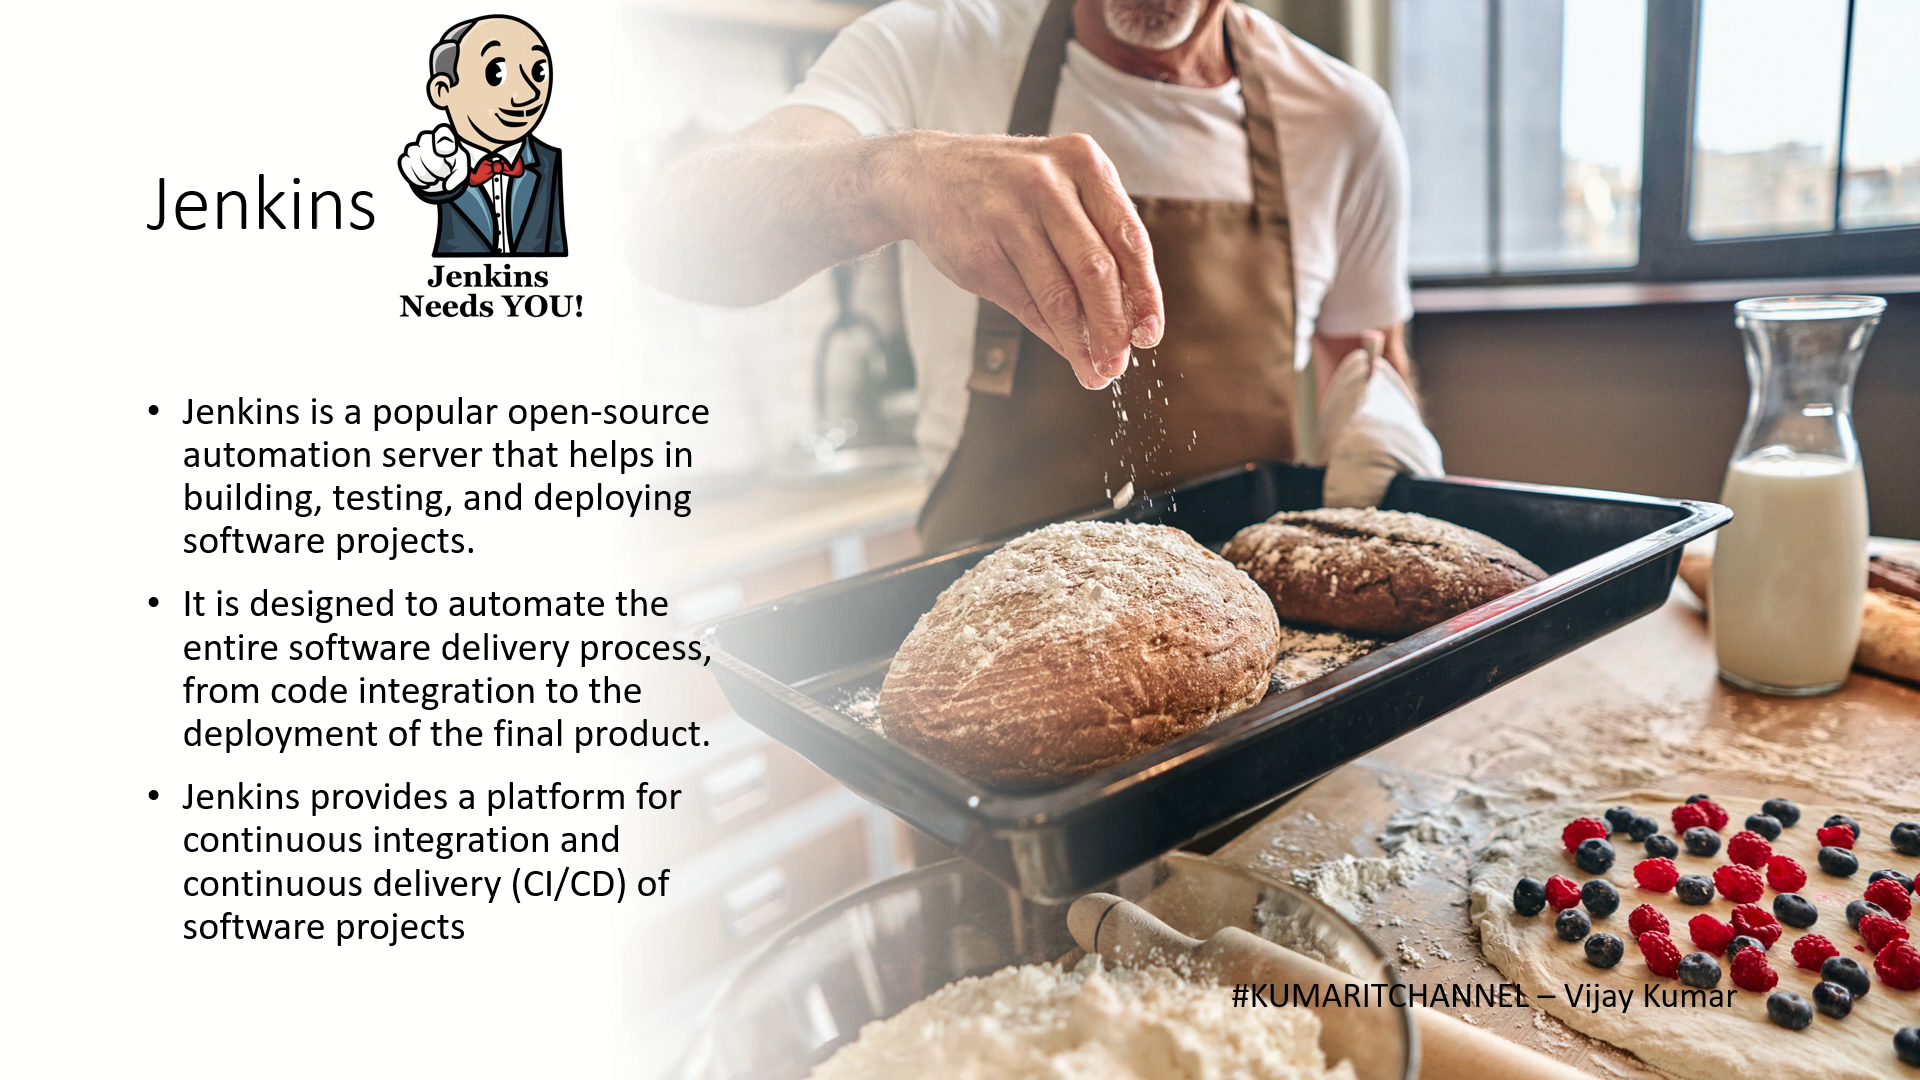 Jenkins
Jenkins
Needs YOU!
• Jenkins is a popular open-source
automation server that helps in
building, testing, and deploying
software projects.
• It is designed to automate the
entire software delivery process,
from code integration to the
deployment of the final product.
• Jenkins provides a platform for
continuous integration and
continuous delivery (CI/CD) of
software projects
#KUMARITCHANNEL – Vijay Kumar